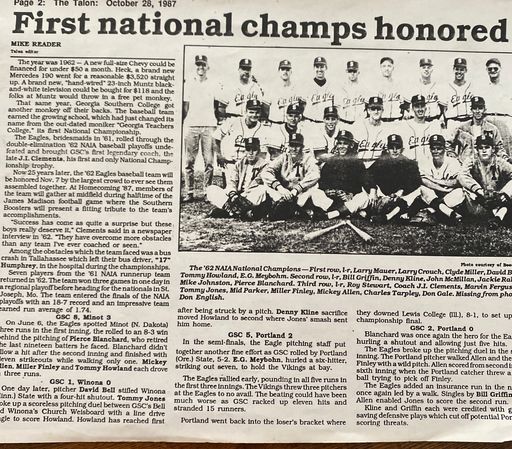 Page 2: The Talon: October 28, 1987
First national champs honored
MIKE READER
Talon editor
The year was 1962 — A new full-size Chevy could be
financed for under $50 a month. Heck, a brand new
Mercedes 190 went for a reasonable $3,520 straight
up. A brand new, "hand-wired" 23-inch Muntz black-
and-white television could be bought for $118 and the
folks at Muntz would throw in a free pet monkey.
That same year, Georgia Southern College got
another monkey off their backs. The baseball team
earned the growing school, which had just changed its
name from the out-dated moniker "Georgia Teachers
College," its first National Championship.
The Eagles, bridesmaids in '61, rolled through the
double-elimination '62 NAIA baseball playoffs unde-
feated and brought GSC's first legendary coach, the
late J.I. Clements, his first and only National Champ-
ionship trophy.
Now 25 years later, the '62 Eagles baseball team will
be honored Nov. 7 by the largest crowd to ever see them
assembled together. At Homecoming '87, members of
the team will gather at midfield during halftime of the
James Madison football game where the Southern
Boosters will present a fitting tribute to the team's
accomplishments.
"Success has come as quite a surprise but these
boys really deserve it," Clements said in a newspaper
interview in '62. "They have overcome more obstacles
than any team I've ever coached or seen.
Among the obstacles which the team faced was a bus
crash in Tallahassee which left their bus driver, "17"
Humphrey, in the hospital during the championships.
Seven players from the '61 NAIA runnerup team
returned in '62. The team won three games in one day in
a regional playoff before heading for the nationals in St.
Joseph, Mo. The team entered the finals of the NAIA
playoffs with an 18-7 record and an impressive team
earned run average of 1.74.
GSC 8, Minot 3
On June 6, the Eagles spotted Minot (N. Dakota)
three runs in the first inning, the rolled to an 8-3 win
behind the pitching of Pierce Blanchard, who retired
the last nineteen batters he faced. Blanchard didn't
allow a hit after the second inning and finished with
eleven strikeouts while walking only one. Mickey
Allen, Miller Finley and Tommy Howland each drove
three runs.
GSC 1, Winona 0
One day later, pitcher David Bell stifled Winona
(Minn.) State with a four-hit shutout. Tommy Jones
broke up a scoreless pitching duel between GSC's Bell
and Winona's Church Weisboard with a line drive
single to score Howland. Howland has reached first
Photo courtesy of
The '62 NAIA National Champions — First row, l-r, Larry Mauer, Larry Crouch, Clyde Miller, David B
Tommy Howland, E.G. Meybohm. Second row, l-r, Bill Griffin, Denny Kline, John McMillan, Jackie
Mike Johnston, Pierce Blanchard. Third row, l-r, Roy Stewart, Coach J.I. Clements, Marvin Fergus
Tommy Jones, Mid Parker, Miller Finley, Mickey Allen, Charles Tarpley, Don Gale. Missing from pho
Don English.
after being struck by a pitch. Denny Kline sacrifice
moved Howland to second where Jones' smash sent
him home.
GSC 5, Portland 2
In the semi-finals, the Eagle pitching staff put
together another fine effort as GSC rolled by Portland
(Ore.) State, 5-2. E.G. Meybohn, hurled a six-hitter,
striking out seven, to hold the Vikings at bay.
The Eagles rallied early, pounding in all five runs in
the first three innings. The Vikings threw three pitchers
at the Eagles to no avail. The beating could have been
much worse as GSC racked up eleven hits and
stranded 15 runners.
Portland went back into the loser's bracket where
they downed Lewis College (Ill.), 8-1, to set up
championship final.
GSC 2, Portland 0
Blanchard was once again the hero for the Ea
hurling a shutout and allowing just five hits.
The Eagles broke up the pitching duel in the
inning. The Portland pitcher walked Allen and the
Finley with a wild pitch. Allen scored from second i
sixth inning when the Portland catcher threw a
ball trying to pick off Finley.
The Eagles added an insurance run in the n
once again led by a walk. Singles by Bill Griffin
Allen enabled Jones to score the second run.
Kline and Griffin each were credited with g
saving defensive plays which cut off potential Por
scoring threats.